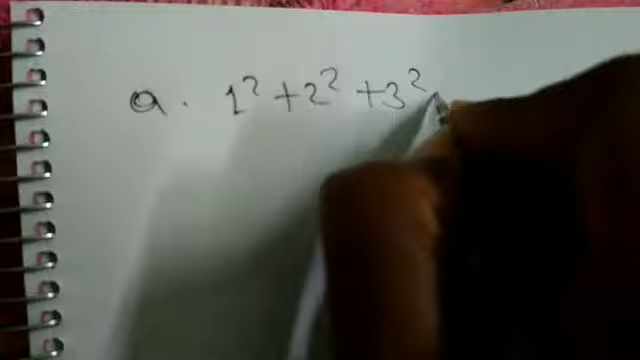 a. 1² + 2² + 3²